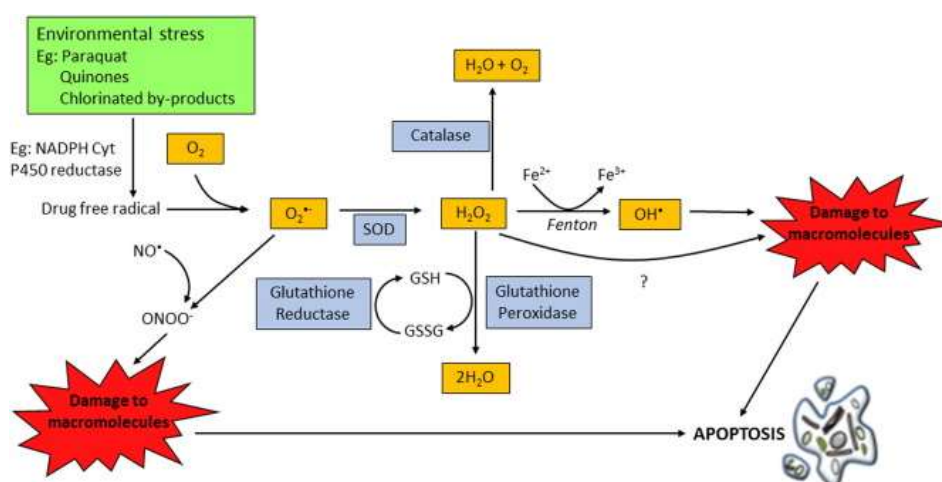 Environmental stress
Eg: Paraquat
Quinones
Chlorinated by-products
Eg: NADPH Cyt
P450 reductase
O₂
Drug free radical
O₂•-
SOD
H₂O₂
H₂O + O₂
Catalase
Fe²⁺
Fe³⁺
Fenton
OH•
Damage to
macromolecules
?
NO•
ONOO⁻
Glutathione
Reductase
GSH
GSSG
Glutathione
Peroxidase
2H₂O
Damage to
macromolecules
APOPTOSIS